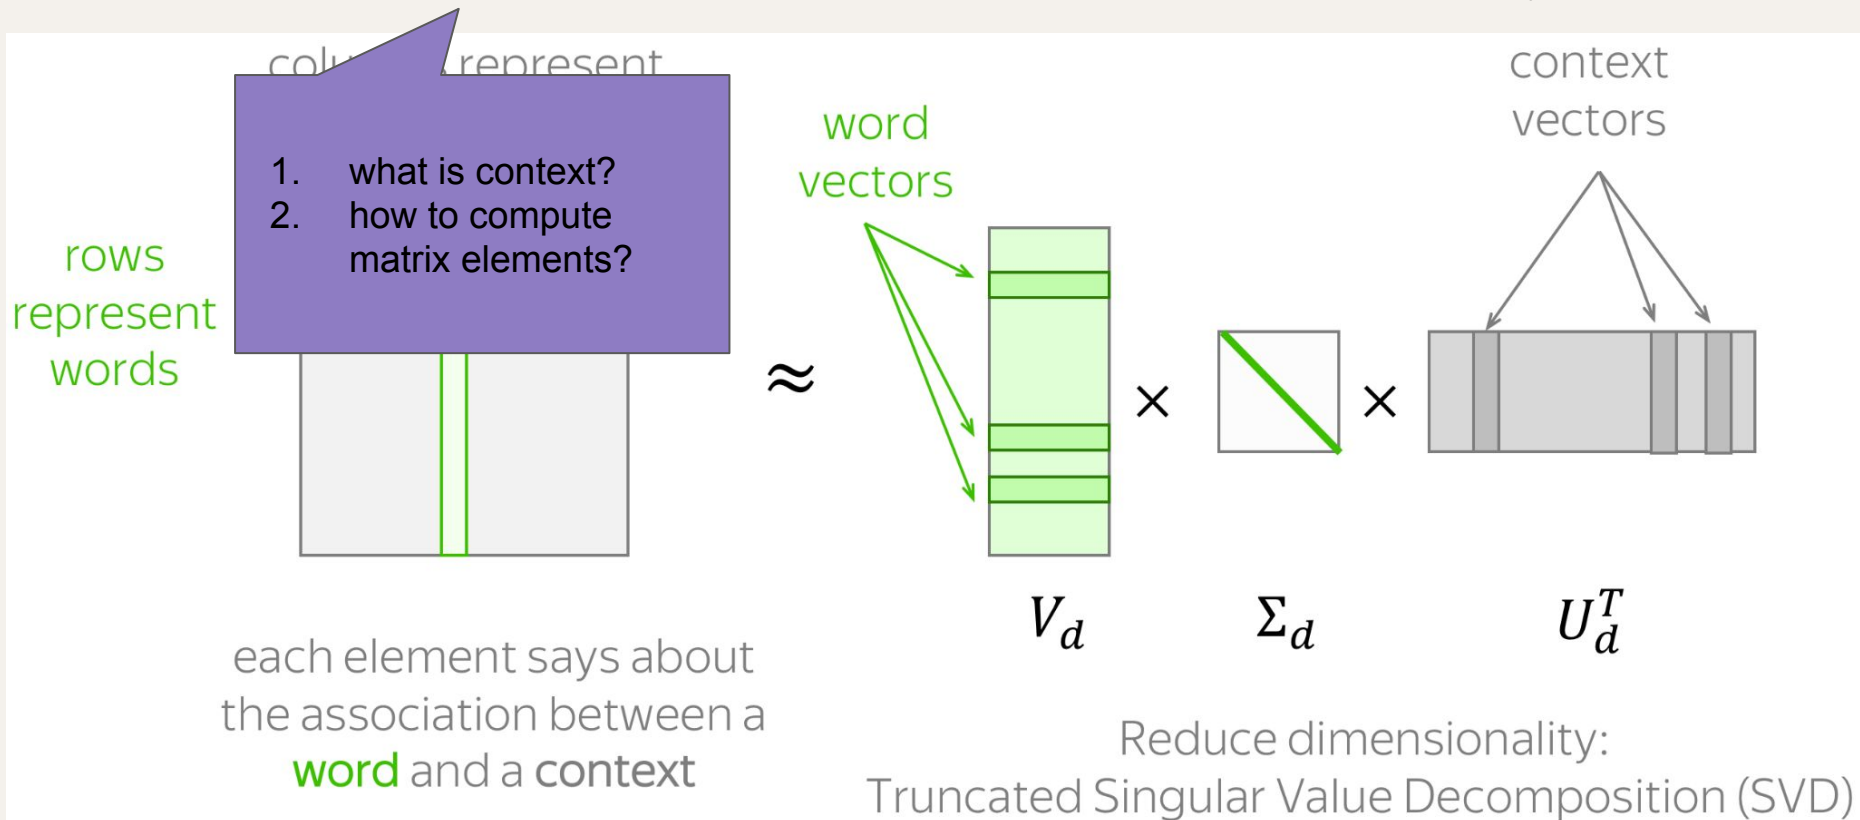 represent
1. what is context?
2. how to compute
matrix elements?
rows
represent
words
each element says about
the association between a
word and a context
≈
word
vectors
×
×
context
vectors
V_d
Σ_d
U_d^T
Reduce dimensionality:
Truncated Singular Value Decomposition (SVD)